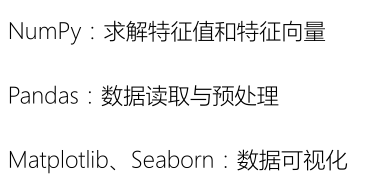 NumPy：求解特征值和特征向量
Pandas：数据读取与预处理
Matplotlib、Seaborn：数据可视化